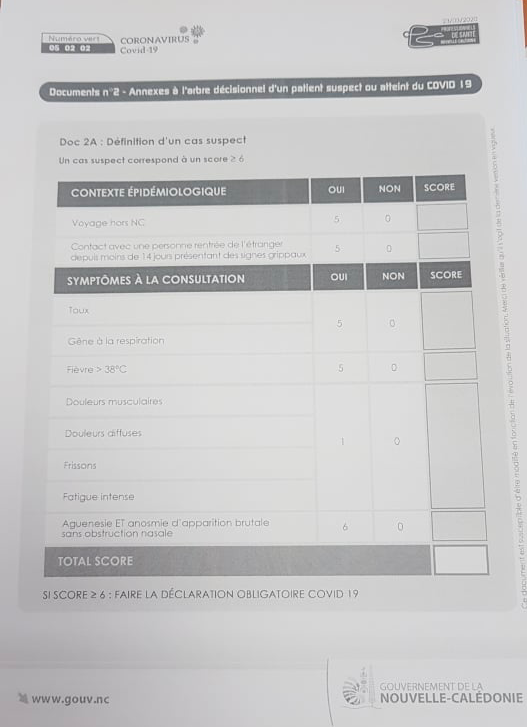 23/03/2020
Numéro vert
05 02 02
CORONAVIRUS
Covid-19
PROFESSIONNELS
DE SANTÉ
NOUVELLE-CALÉDONIE
Documents n°2 - Annexes à l'arbre décisionnel d'un patient suspect ou atteint du COVID 19
Doc 2A : Définition d'un cas suspect
Un cas suspect correspond à un score ≥ 6
CONTEXTE ÉPIDÉMIOLOGIQUE OUI NON SCORE
Voyage hors NC 5 0
Contact avec une personne rentrée de l'étranger
depuis moins de 14 jours présentant des signes grippaux 5 0
SYMPTÔMES À LA CONSULTATION OUI NON SCORE
Toux
5 0
Gêne à la respiration
Fièvre > 38°C 5 0
Douleurs musculaires
Douleurs diffuses
1 0
Frissons
Fatigue intense
Aguenesie ET anosmie d'apparition brutale
sans obstruction nasale 6 0
TOTAL SCORE
SI SCORE ≥ 6 : FAIRE LA DÉCLARATION OBLIGATOIRE COVID 19
Ce document est susceptible d'être modifié en fonction de l'évolution de la situation. Merci de vérifier qu'il s'agit de la dernière version en vigueur
www.gouv.nc
GOUVERNEMENT DE LA
NOUVELLE-CALÉDONIE